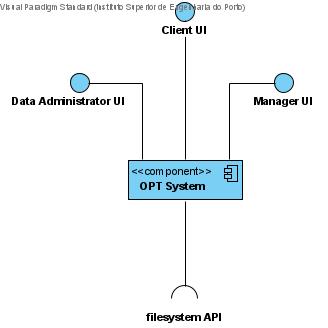 Visual Paradigm Standard (Instituto Superior de Engenharia do Porto)
Client UI
Data Administrator UI
Manager UI
<<component>>
OPT System
filesystem API